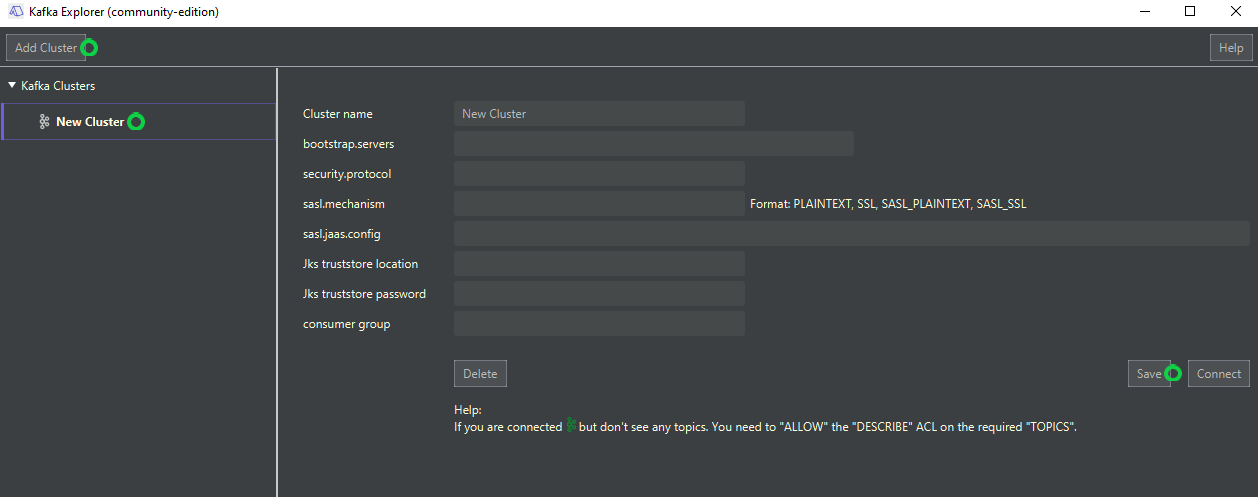 Kafka Explorer (community-edition)
Add Cluster
Help
Kafka Clusters
New Cluster
Cluster name
New Cluster
bootstrap.servers
security.protocol
sasl.mechanism
Format: PLAINTEXT, SSL, SASL_PLAINTEXT, SASL_SSL
sasl.jaas.config
Jks truststore location
Jks truststore password
consumer group
Delete
Save
Connect
Help:
If you are connected but don't see any topics. You need to "ALLOW" the "DESCRIBE" ACL on the required "TOPICS".